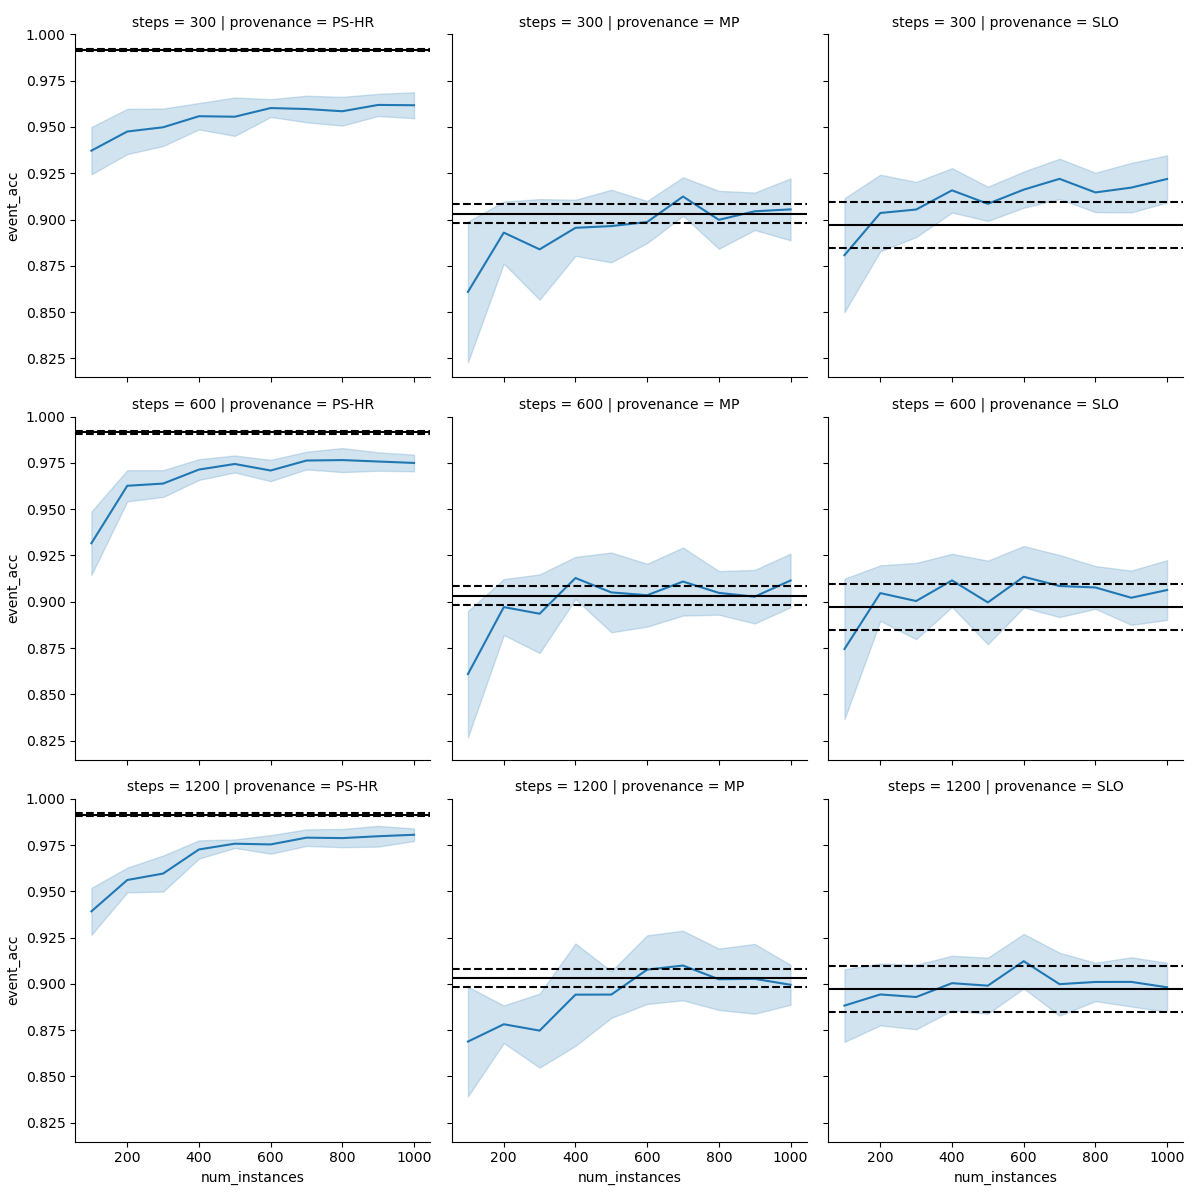 steps = 300 | provenance = PS-HR
steps = 300 | provenance = MP
steps = 300 | provenance = SLO
1.000
0.975
0.950
0.925
0.900
0.875
0.850
0.825
event_acc
steps = 600 | provenance = PS-HR
steps = 600 | provenance = MP
steps = 600 | provenance = SLO
1.000
0.975
0.950
0.925
0.900
0.875
0.850
0.825
event_acc
steps = 1200 | provenance = PS-HR
steps = 1200 | provenance = MP
steps = 1200 | provenance = SLO
1.000
0.975
0.950
0.925
0.900
0.875
0.850
0.825
event_acc
200 400 600 800 1000
200 400 600 800 1000
200 400 600 800 1000
num_instances
num_instances
num_instances